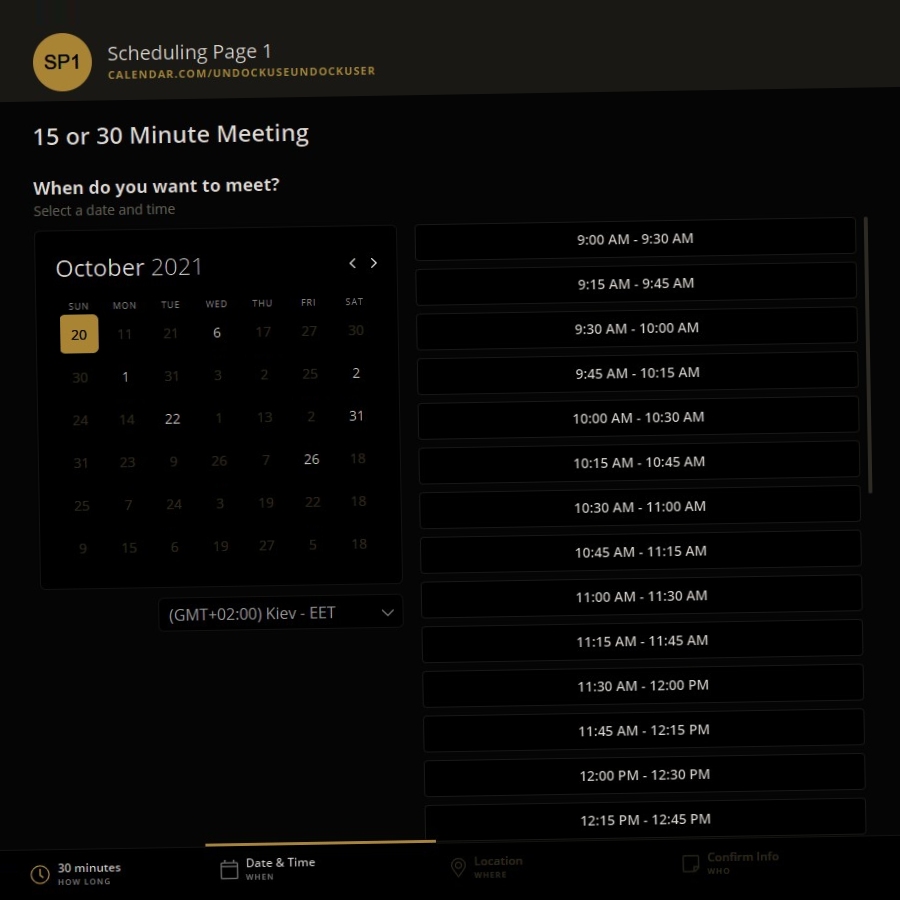 SP1
Scheduling Page 1
CALENDAR.COM/UNDOCKUSEUNDOCKUSER
15 or 30 Minute Meeting
When do you want to meet?
Select a date and time
October 2021
SUN MON TUE WED THU FRI SAT
20 11 21 6 17 27 30
30 1 31 3 2 25 2
24 14 22 1 13 2 31
31 23 9 26 7 26 18
25 7 24 3 19 22 18
9 15 6 19 27 5 18
(GMT+02:00) Kiev - EET
9:00 AM - 9:30 AM
9:15 AM - 9:45 AM
9:30 AM - 10:00 AM
9:45 AM - 10:15 AM
10:00 AM - 10:30 AM
10:15 AM - 10:45 AM
10:30 AM - 11:00 AM
10:45 AM - 11:15 AM
11:00 AM - 11:30 AM
11:15 AM - 11:45 AM
11:30 AM - 12:00 PM
11:45 AM - 12:15 PM
12:00 PM - 12:30 PM
12:15 PM - 12:45 PM
30 minutes
HOW LONG
Date & Time
WHEN
Location
WHERE
Confirm Info
WHO